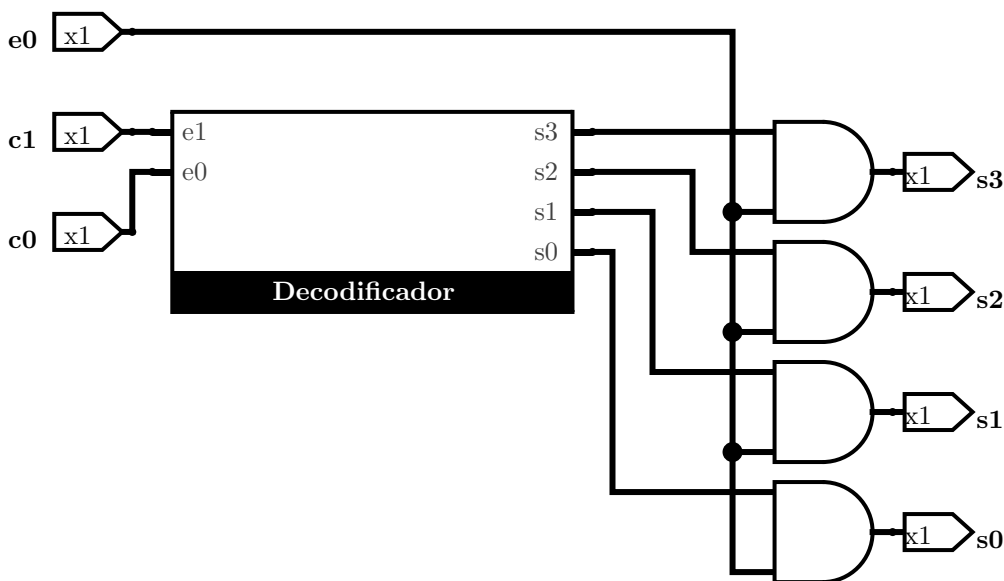 e0 x1
c1 x1
e1 s3
x1 s3
e0 s2
c0 x1
s1
s0
Decodificador
x1 s2
x1 s1
x1 s0